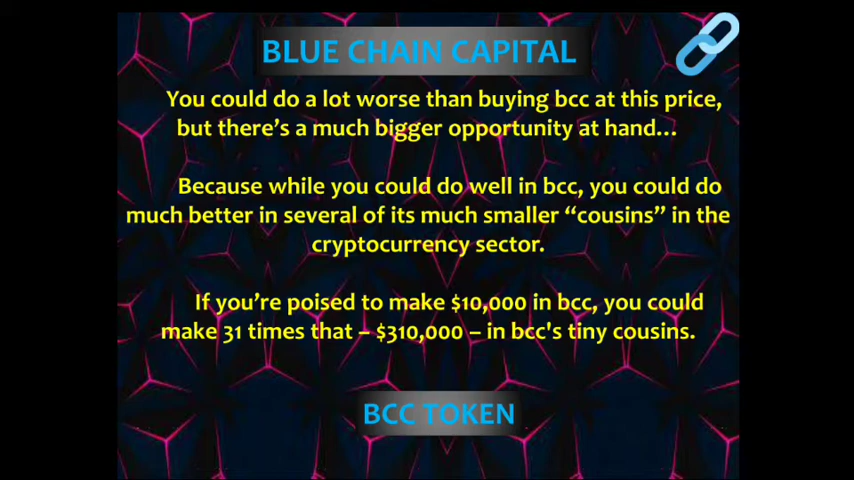 BLUE CHAIN CAPITAL
You could do a lot worse than buying bcc at this price,
but there’s a much bigger opportunity at hand…
Because while you could do well in bcc, you could do
much better in several of its much smaller “cousins” in the
cryptocurrency sector.
If you’re poised to make $10,000 in bcc, you could
make 31 times that – $310,000 – in bcc's tiny cousins.
BCC TOKEN